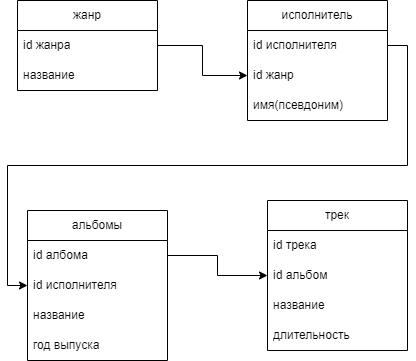 жанр
id жанра
название
исполнитель
id исполнителя
id жанр
имя(псевдоним)
альбомы
id албома
id исполнителя
название
год выпуска
трек
id трека
id альбом
название
длительность